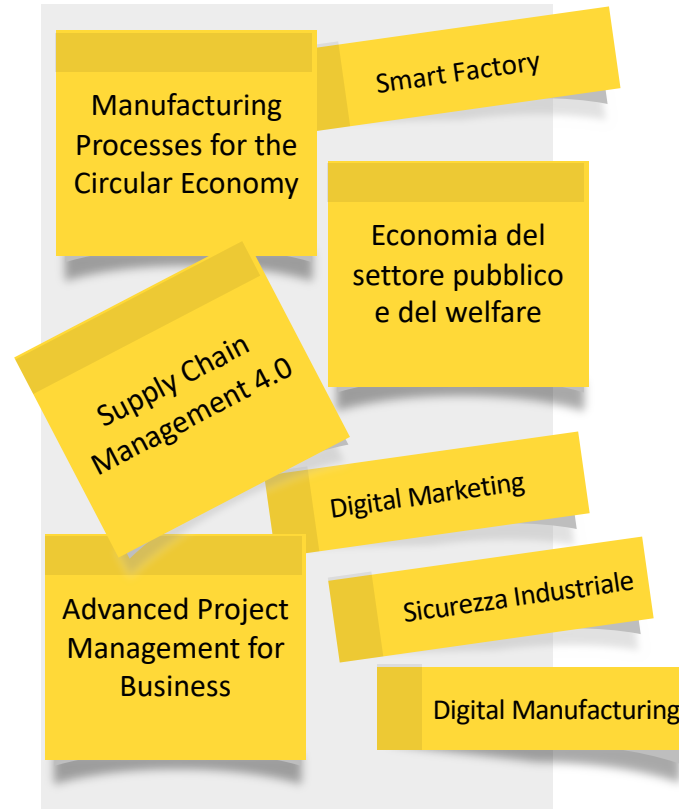 Smart Factory
Manufacturing
Processes for the
Circular Economy
Economia del
settore pubblico
e del welfare
Supply Chain
Management 4.0
Digital Marketing
Sicurezza Industriale
Advanced Project
Management for
Business
Digital Manufacturing